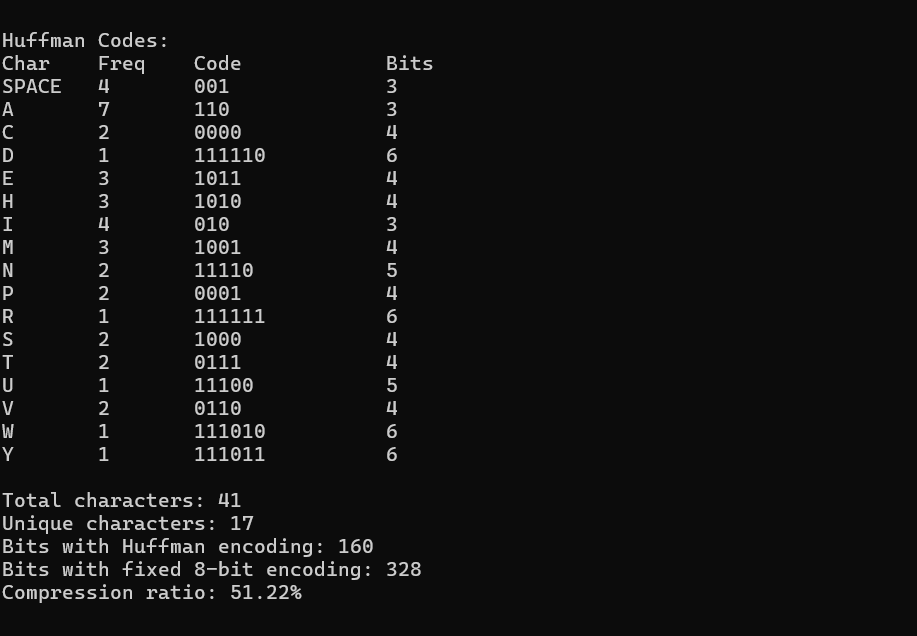 Huffman Codes:
Char    Freq    Code            Bits
SPACE   4       001             3
A       7       110             3
C       2       0000            4
D       1       111110          6
E       3       1011            4
H       3       1010            4
I       4       010             3
M       3       1001            4
N       2       11110           5
P       2       0001            4
R       1       111111          6
S       2       1000            4
T       2       0111            4
U       1       11100           5
V       2       0110            4
W       1       111010          6
Y       1       111011          6
Total characters: 41
Unique characters: 17
Bits with Huffman encoding: 160
Bits with fixed 8-bit encoding: 328
Compression ratio: 51.22%